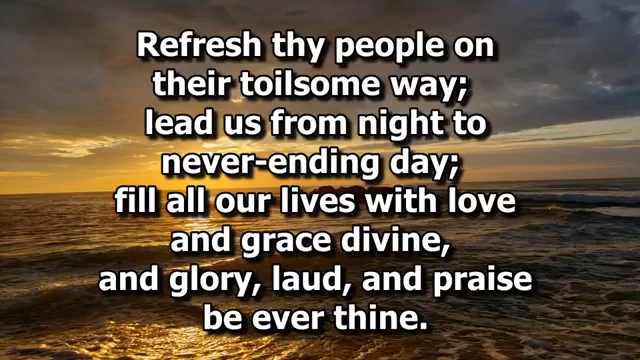 Refresh thy people on
their toilsome way;
lead us from night to
never-ending day;
fill all our lives with love
and grace divine,
and glory, laud, and praise
be ever thine.